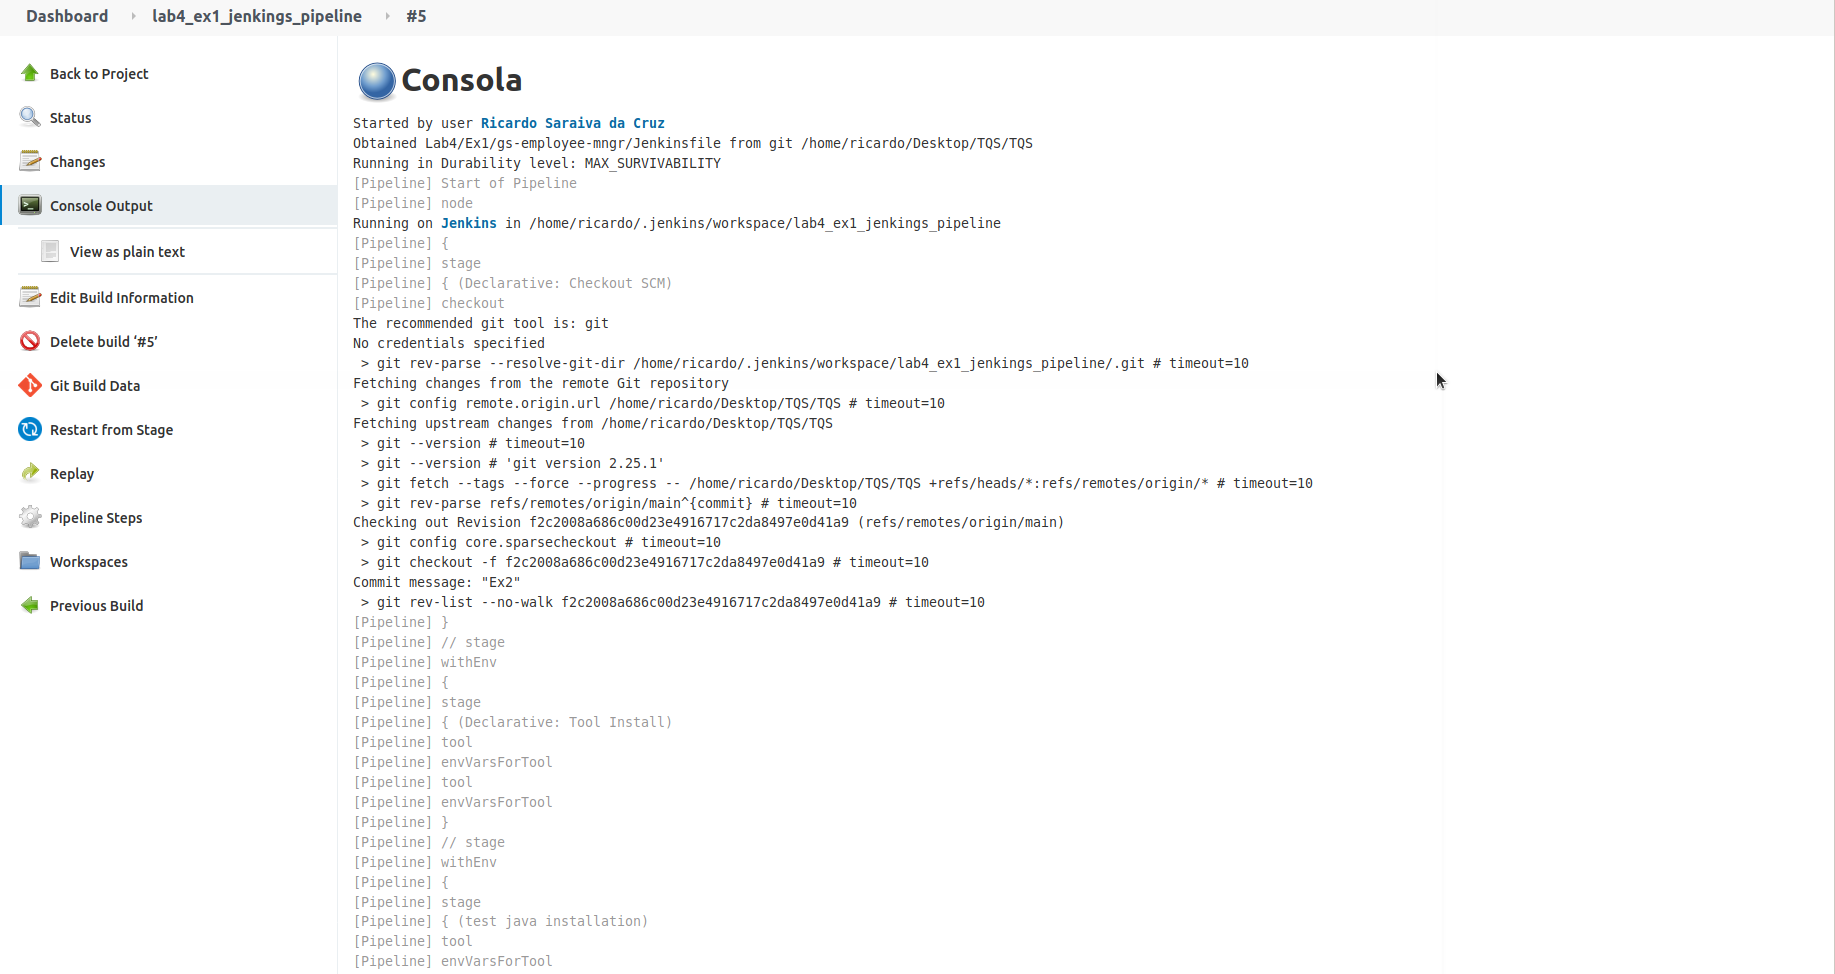 Dashboard lab4_ex1_jenkings_pipeline #5
Back to Project
Status
Changes
Console Output
View as plain text
Edit Build Information
Delete build ‘#5’
Git Build Data
Restart from Stage
Replay
Pipeline Steps
Workspaces
Previous Build
Consola
Started by user Ricardo Saraiva da Cruz
Obtained Lab4/Ex1/gs-employee-mngr/Jenkinsfile from git /home/ricardo/Desktop/TQS/TQS
Running in Durability level: MAX_SURVIVABILITY
[Pipeline] Start of Pipeline
[Pipeline] node
Running on Jenkins in /home/ricardo/.jenkins/workspace/lab4_ex1_jenkings_pipeline
[Pipeline] {
[Pipeline] stage
[Pipeline] { (Declarative: Checkout SCM)
[Pipeline] checkout
The recommended git tool is: git
No credentials specified
 > git rev-parse --resolve-git-dir /home/ricardo/.jenkins/workspace/lab4_ex1_jenkings_pipeline/.git # timeout=10
Fetching changes from the remote Git repository
 > git config remote.origin.url /home/ricardo/Desktop/TQS/TQS # timeout=10
Fetching upstream changes from /home/ricardo/Desktop/TQS/TQS
 > git --version # timeout=10
 > git --version # 'git version 2.25.1'
 > git fetch --tags --force --progress -- /home/ricardo/Desktop/TQS/TQS +refs/heads/*:refs/remotes/origin/* # timeout=10
 > git rev-parse refs/remotes/origin/main^{commit} # timeout=10
Checking out Revision f2c2008a686c00d23e4916717c2da8497e0d41a9 (refs/remotes/origin/main)
 > git config core.sparsecheckout # timeout=10
 > git checkout -f f2c2008a686c00d23e4916717c2da8497e0d41a9 # timeout=10
Commit message: "Ex2"
 > git rev-list --no-walk f2c2008a686c00d23e4916717c2da8497e0d41a9 # timeout=10
[Pipeline] }
[Pipeline] // stage
[Pipeline] withEnv
[Pipeline] {
[Pipeline] stage
[Pipeline] { (Declarative: Tool Install)
[Pipeline] tool
[Pipeline] envVarsForTool
[Pipeline] tool
[Pipeline] envVarsForTool
[Pipeline] }
[Pipeline] // stage
[Pipeline] withEnv
[Pipeline] {
[Pipeline] stage
[Pipeline] { (test java installation)
[Pipeline] tool
[Pipeline] envVarsForTool